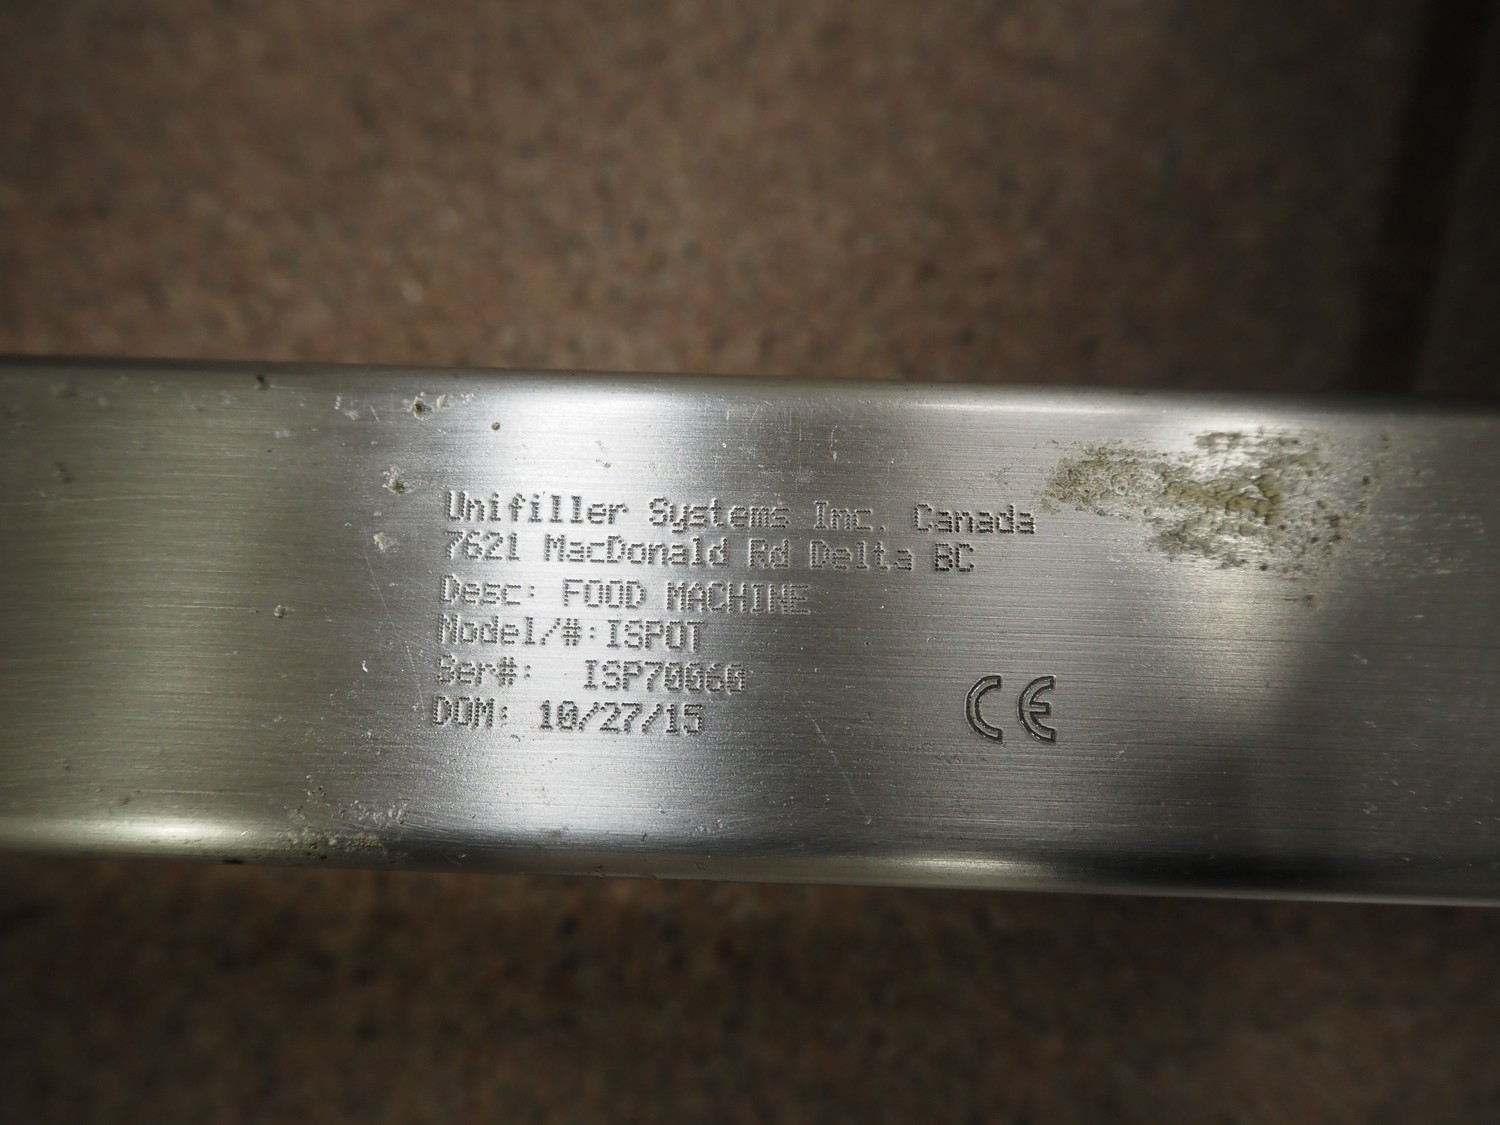 Unifiller Systems Inc. Canada
7621 MacDonald Rd Delta BC
Desc: FOOD MACHINE
Model/#:ISPOT
Ser#: ISP70060
DOM: 10/27/15
CE